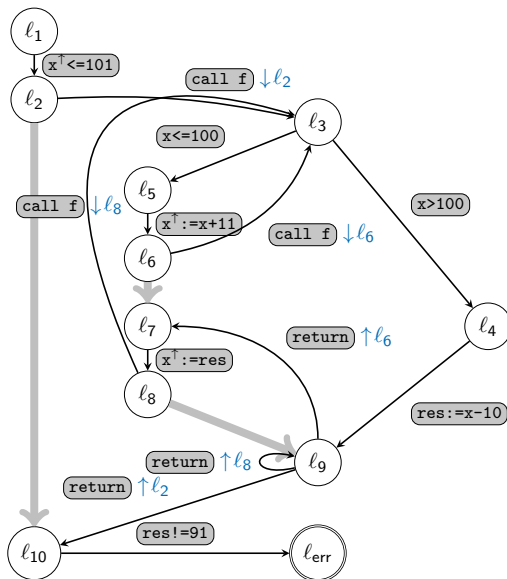 ℓ1
x↑<=101
ℓ2
call f ↓ℓ2
ℓ3
x<=100
ℓ5
call f ↓ℓ8
x↑:=x+11
x>100
call f ↓ℓ6
ℓ6
ℓ7
return ↑ℓ6
ℓ4
x↑:=res
ℓ8
res:=x-10
return ↑ℓ8
ℓ9
return ↑ℓ2
res!=91
ℓ10
ℓerr